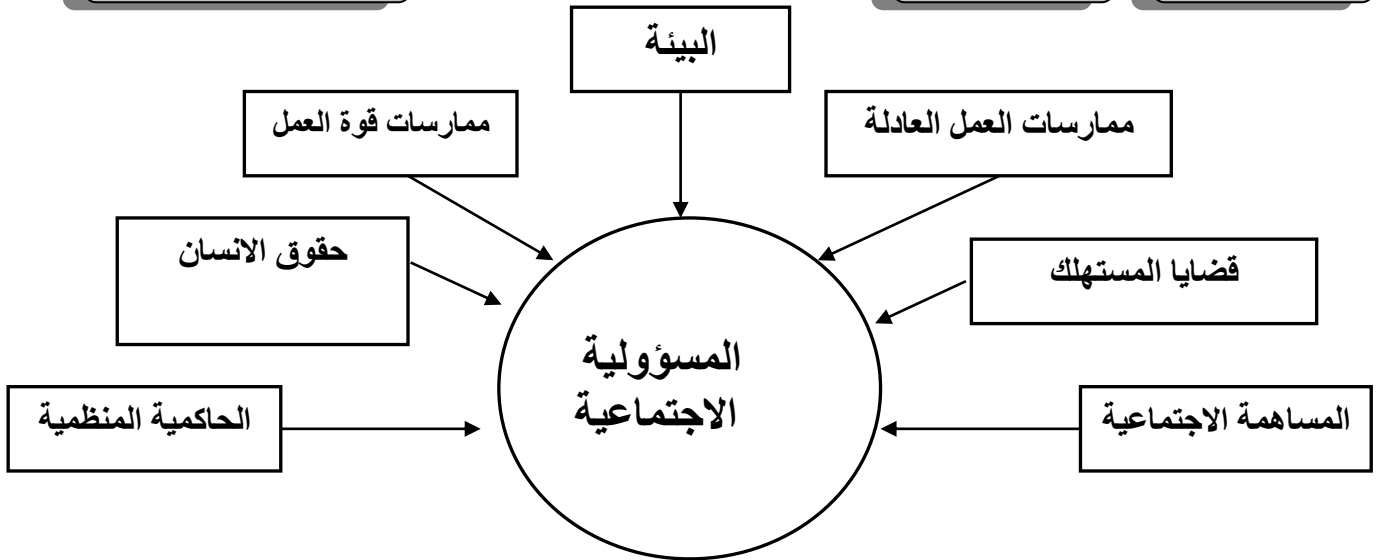 البيئة
ممارسات العمل العادلة
ممارسات قوة العمل
قضايا المستهلك
حقوق الانسان
المسؤولية
الاجتماعية
المساهمة الاجتماعية
الحاكمية المنظمية